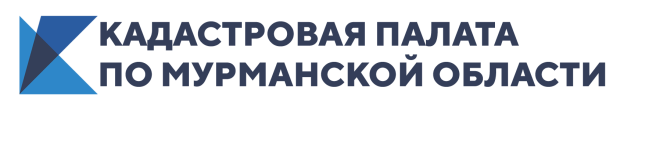 КАДАСТРОВАЯ ПАЛАТА
ПО МУРМАНСКОЙ ОБЛАСТИ